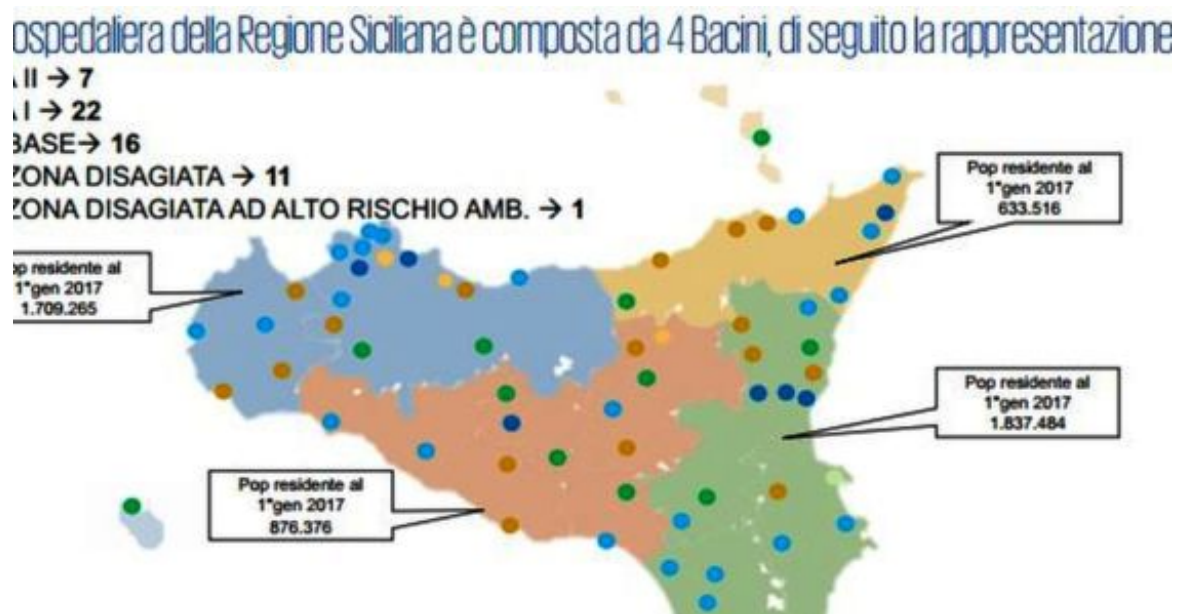 ospedaliera della Regione Siciliana è composta da 4 Bacini, di seguito la rappresentazione
II → 7
I → 22
BASE → 16
ZONA DISAGIATA → 11
ZONA DISAGIATA AD ALTO RISCHIO AMB. → 1
Pop residente al
1°gen 2017
633.516
op residente al
1°gen 2017
1.709.265
Pop residente al
1°gen 2017
1.837.484
Pop residente al
1°gen 2017
876.376